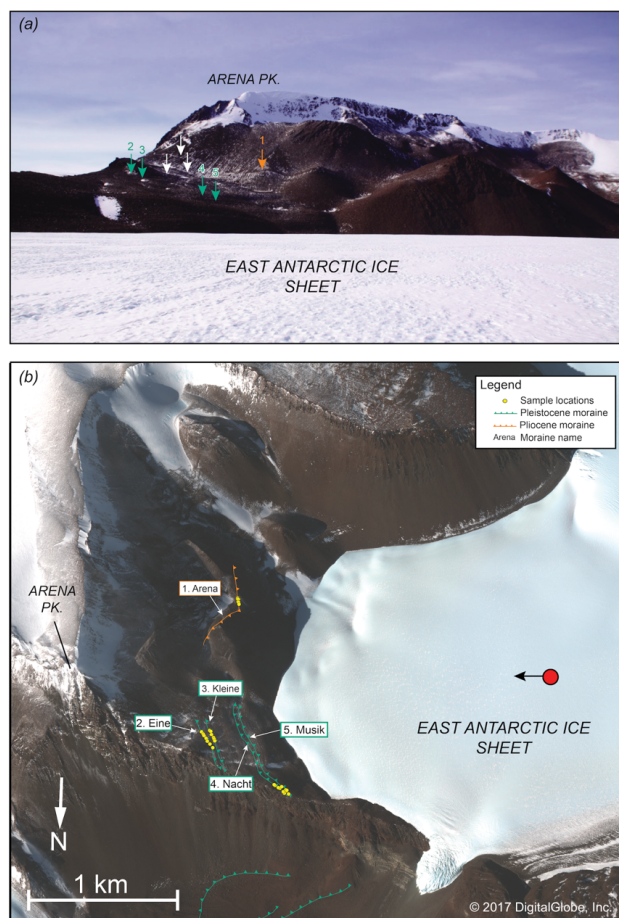 (a)
ARENA PK.
2
3
1
4
5
EAST ANTARCTIC ICE
SHEET
(b)
Legend
Sample locations
Pleistocene moraine
Pliocene moraine
Arena Moraine name
1. Arena
ARENA
PK.
3. Kleine
2. Eine
5. Musik
EAST ANTARCTIC ICE
SHEET
4. Nacht
N
1 km
© 2017 DigitalGlobe, Inc.